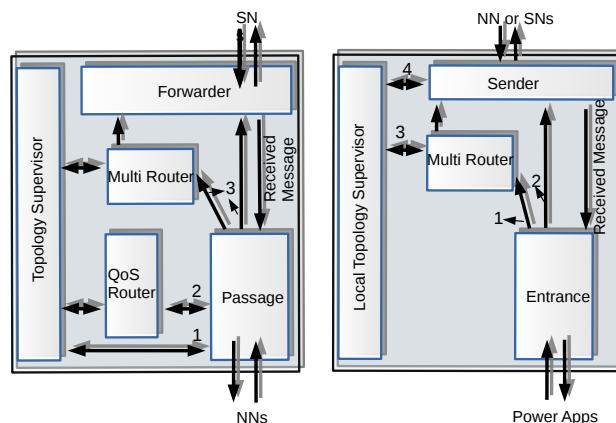 SN
s
Forwarder
Topology Supervisor
Multi Router
3
Received
Message
QoS
Router
2
Passage
1
NNs
NN or SNs
4
Sender
Local Topology Supervisor
3
Multi Router
2
1
Received Message
Entrance
Power Apps